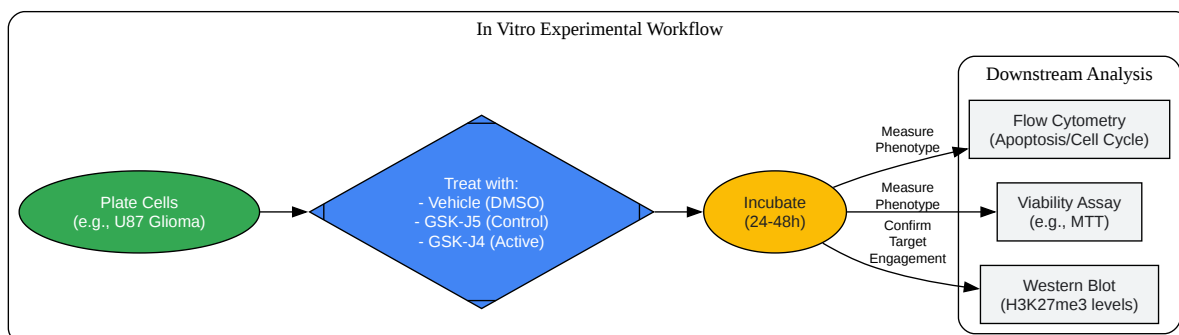 In Vitro Experimental Workflow
Plate Cells
(e.g., U87 Glioma)
Treat with:
- Vehicle (DMSO)
- GSK-J5 (Control)
- GSK-J4 (Active)
Incubate
(24-48h)
Measure
Phenotype
Measure
Phenotype
Confirm
Target
Engagement
Downstream Analysis
Flow Cytometry
(Apoptosis/Cell Cycle)
Viability Assay
(e.g., MTT)
Western Blot
(H3K27me3 levels)